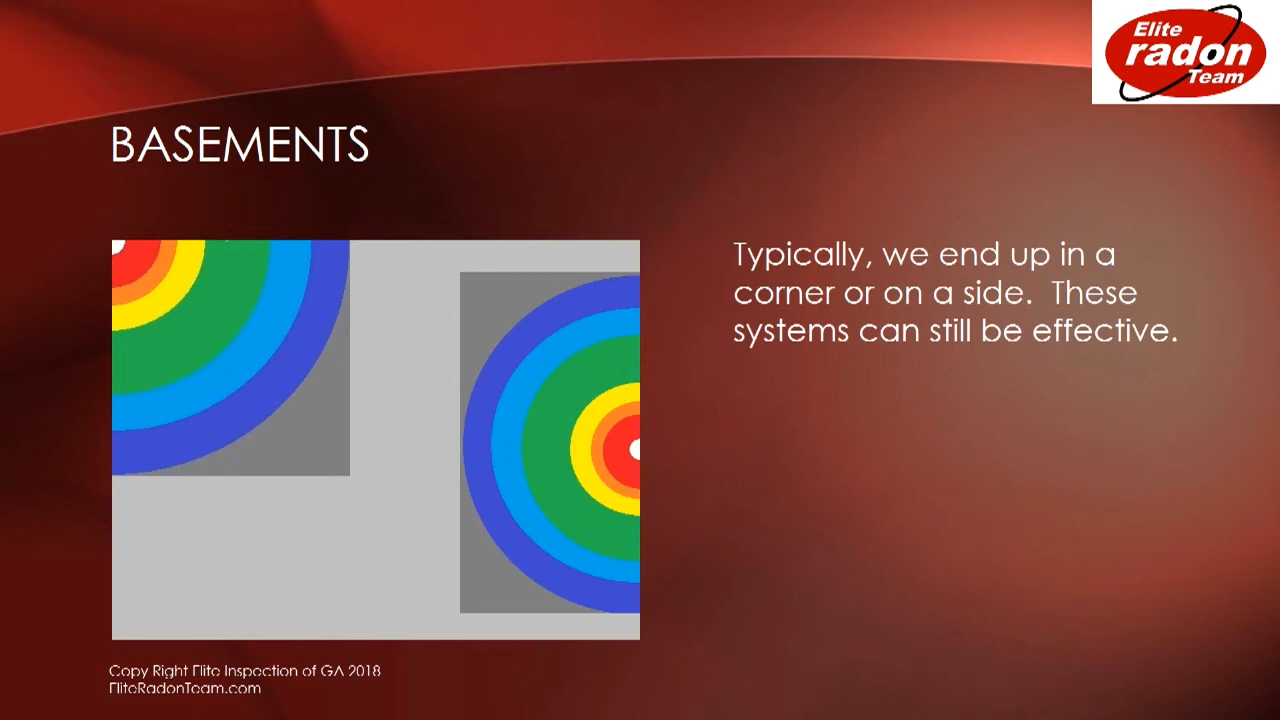 Elite
radon
Team
BASEMENTS
Typically, we end up in a
corner or on a side.  These
systems can still be effective.
Copy Right Elite Inspection of GA 2018
EliteRadonTeam.com